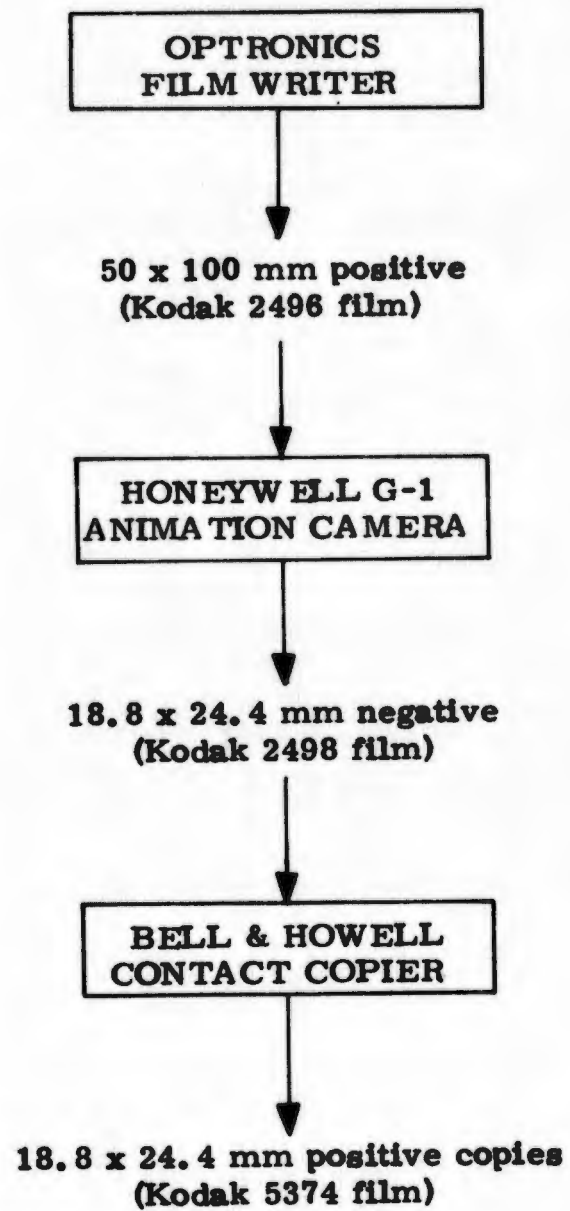 OPTRONICS
FILM WRITER
50 x 100 mm positive
(Kodak 2496 film)
HONEYWELL G-1
ANIMATION CAMERA
18.8 x 24.4 mm negative
(Kodak 2498 film)
BELL & HOWELL
CONTACT COPIER
18.8 x 24.4 mm positive copies
(Kodak 5374 film)